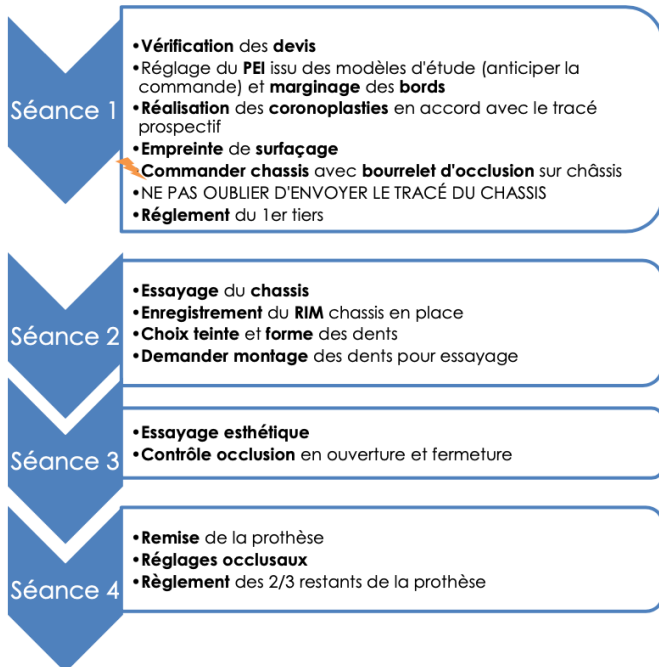 Séance 1
•Vérification des devis
•Réglage du PEI issu des modèles d'étude (anticiper la
commande) et marginage des bords
•Réalisation des coronoplasties en accord avec le tracé
prospectif
•Empreinte de surfaçage
•Commander chassis avec bourrelet d'occlusion sur châssis
•NE PAS OUBLIER D'ENVOYER LE TRACÉ DU CHASSIS
•Réglement du 1er tiers
Séance 2
•Essayage du chassis
•Enregistrement du RIM chassis en place
•Choix teinte et forme des dents
•Demander montage des dents pour essayage
Séance 3
•Essayage esthétique
•Contrôle occlusion en ouverture et fermeture
Séance 4
•Remise de la prothèse
•Réglages occlusaux
•Règlement des 2/3 restants de la prothèse